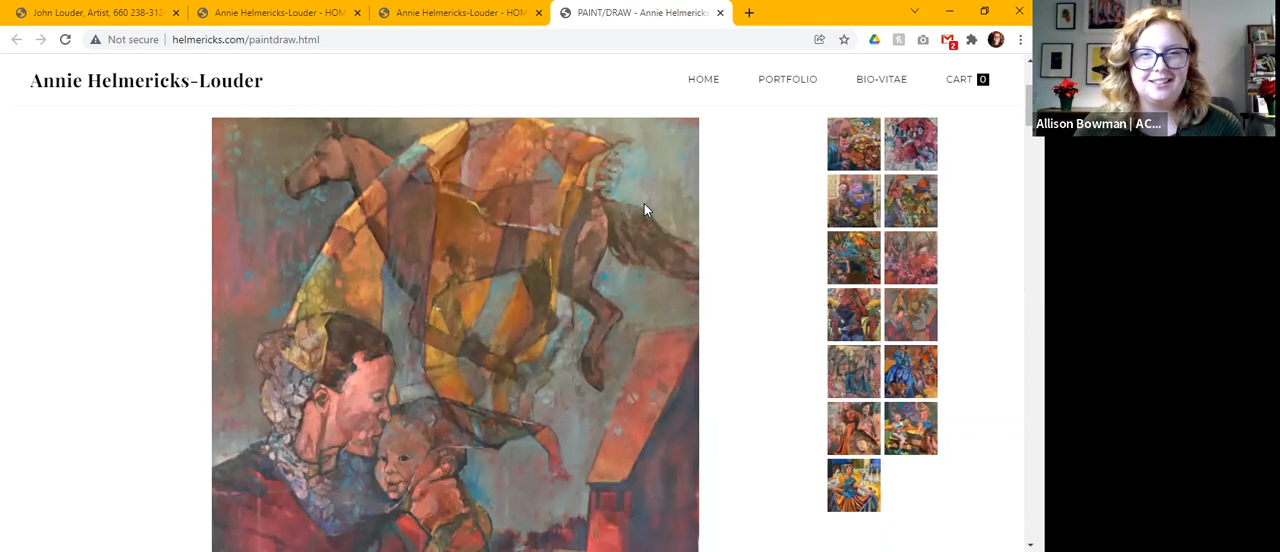 John Louder, Artist, 660 238-312
Annie Helmericks-Louder - HOM
Annie Helmericks-Louder - HOM
PAINT/DRAW - Annie Helmericks
Not secure
helmericks.com/paintdraw.html
2
Annie Helmericks-Louder
HOME
PORTFOLIO
BIO-VITAE
CART 0
Allison Bowman | AC...